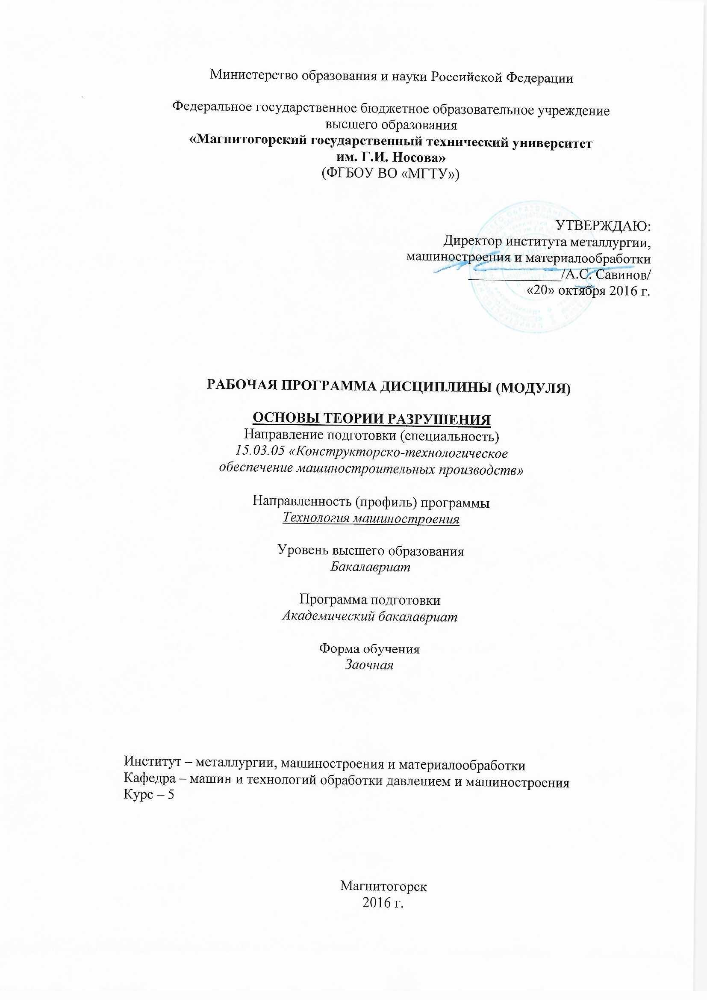 Министерство образования и науки Российской Федерации
Федеральное государственное бюджетное образовательное учреждение
высшего образования
«Магнитогорский государственный технический университет
им. Г.И. Носова»
(ФГБОУ ВО «МГТУ»)
УТВЕРЖДАЮ:
Директор института металлургии,
машиностроения и материалообработки
_____________/А.С. Савинов/
«20» октября 2016 г.
РАБОЧАЯ ПРОГРАММА ДИСЦИПЛИНЫ (МОДУЛЯ)
ОСНОВЫ ТЕОРИИ РАЗРУШЕНИЯ
Направление подготовки (специальность)
15.03.05 «Конструкторско-технологическое
обеспечение машиностроительных производств»
Направленность (профиль) программы
Технология машиностроения
Уровень высшего образования
Бакалавриат
Программа подготовки
Академический бакалавриат
Форма обучения
Заочная
Институт – металлургии, машиностроения и материалообработки
Кафедра – машин и технологий обработки давлением и машиностроения
Курс – 5
Магнитогорск
2016 г.